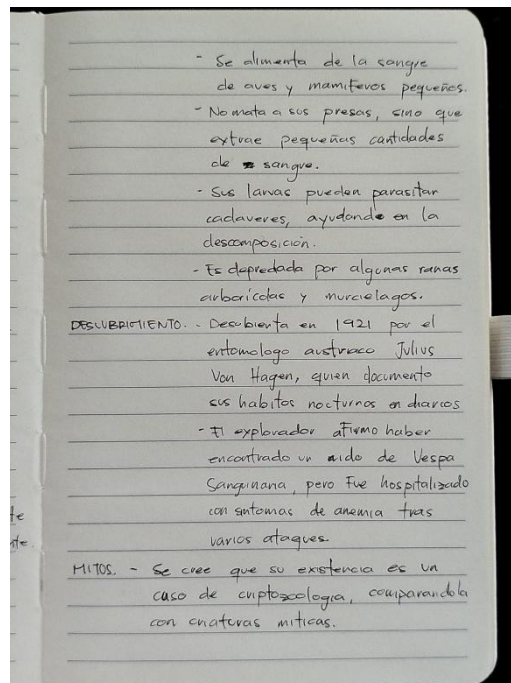 - Se alimenta de la sangre
de aves y mamiferos pequeños.
- No mata a sus presas, sino que
extrae pequeñas cantidades
de sangre.
- Sus larvas pueden parasitar
cadaveres, ayudando en la
descomposición.
- Es depredada por algunas ranas
arboricolas y murcielagos.
DESCUBRIMIENTO. - Descubierta en 1921 por el
entomologo austriaco Julius
Von Hagen, quien documento
sus habitos nocturnos en diarios
- El explorador afirmo haber
encontrado un nido de Vespa
Sanguinana, pero fue hospitalizado
con sintomas de anemia tras
varios ataques.
te
nte.
MITOS. - Se cree que su existencia es un
caso de criptozoologia, comparandola
con criaturas miticas.